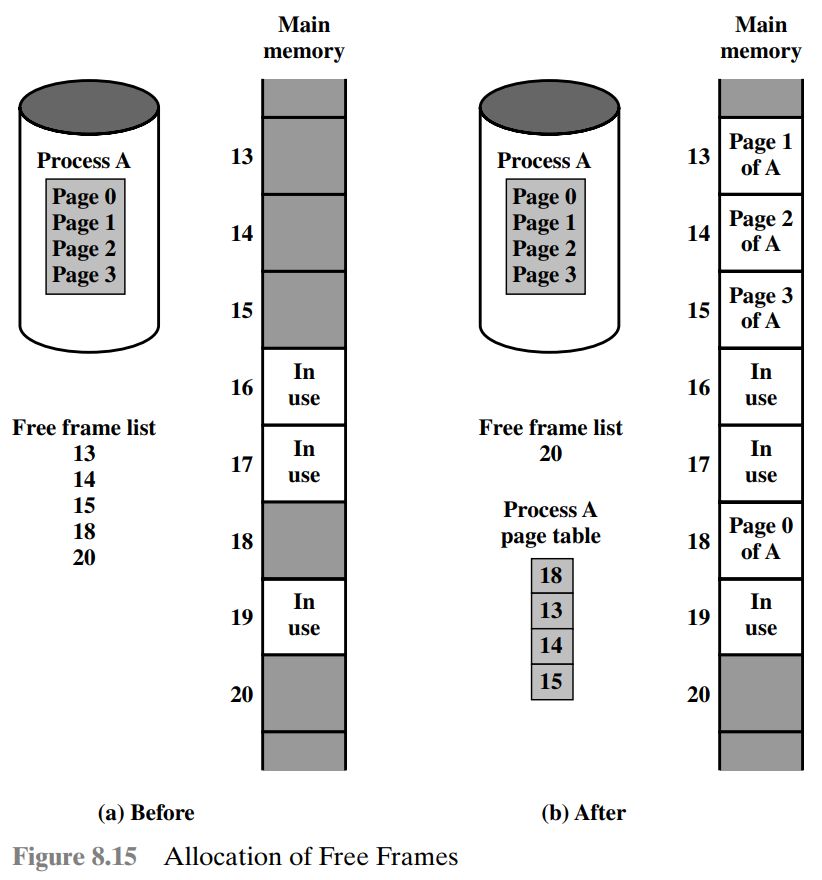 Main
memory
Process A
Page 0
Page 1
Page 2
Page 3
13
14
15
16
In
use
17
In
use
18
19
In
use
20
Free frame list
13
14
15
18
20
(a) Before
Main
memory
Process A
Page 0
Page 1
Page 2
Page 3
Free frame list
20
Process A
page table
18
13
14
15
13
Page 1
of A
14
Page 2
of A
15
Page 3
of A
16
In
use
17
In
use
18
Page 0
of A
19
In
use
20
(b) After
Figure 8.15 Allocation of Free Frames